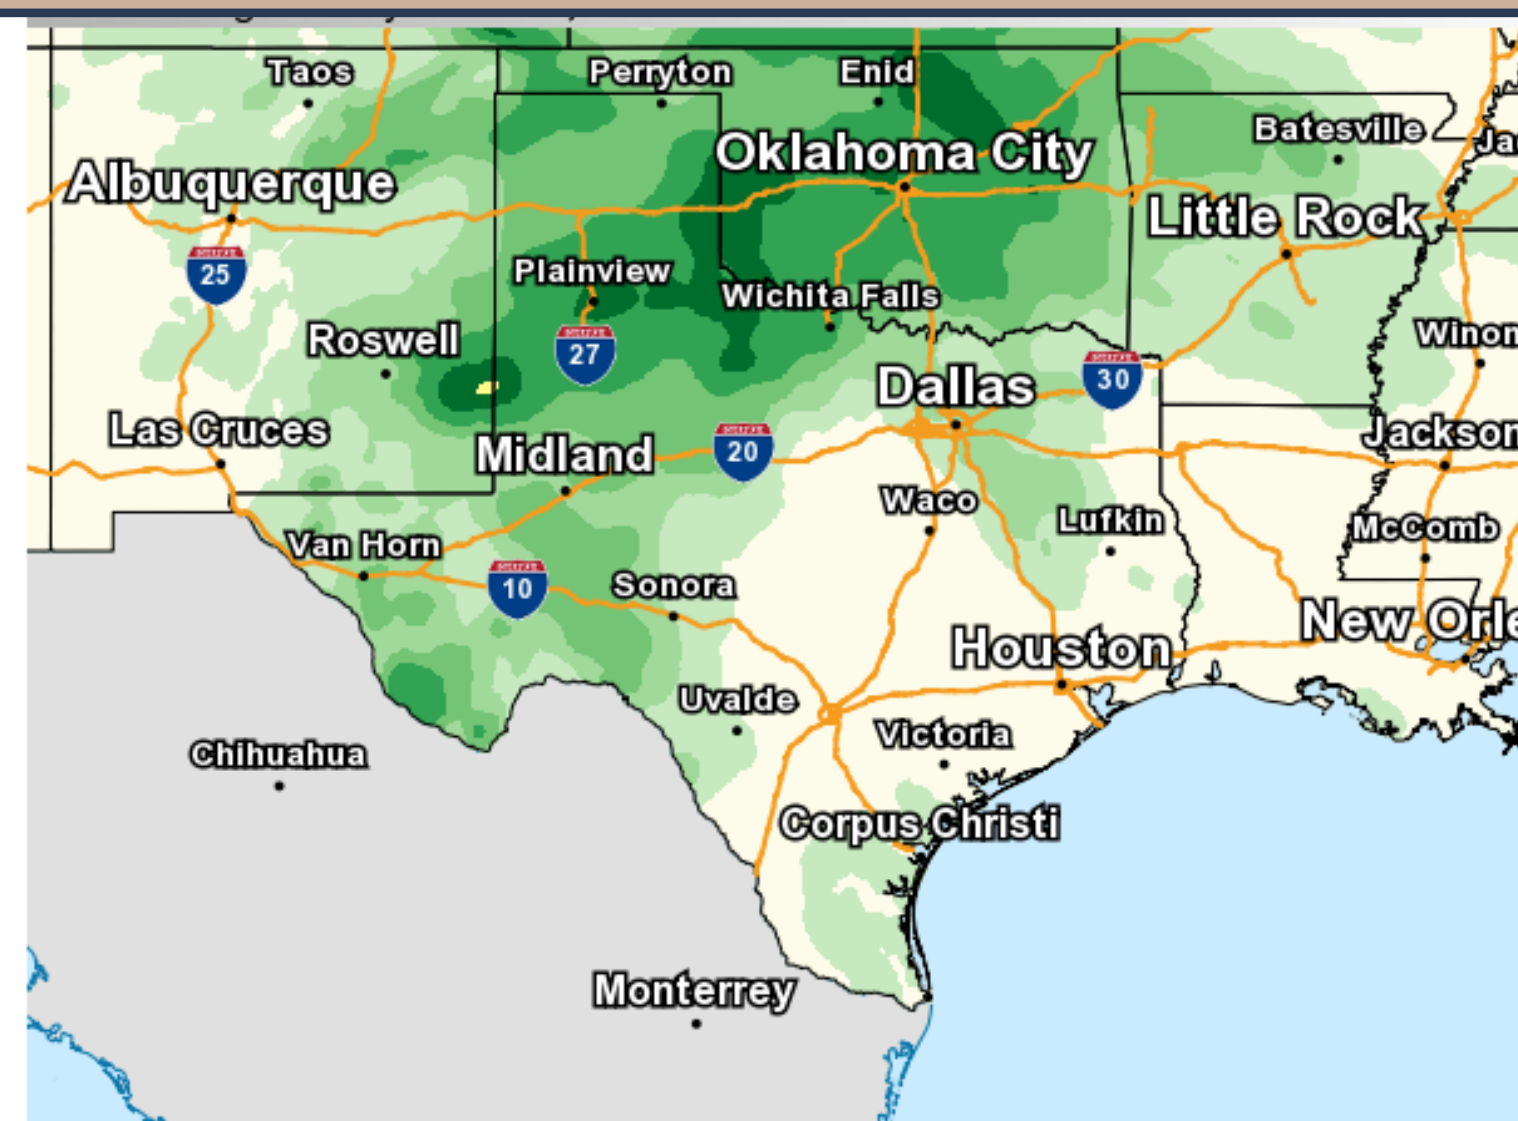 Taos
Perryton
Enid
Batesville
Ja
Oklahoma City
Albuquerque
Little Rock
25
Plainview
Wichita Falls
Roswell
27
Winon
30
Dallas
Las Cruces
Midland
20
Jackson
Waco
Lufkin
McComb
Van Horn
10
Sonora
New Orle
Houston
Uvalde
Victoria
Chihuahua
Corpus Christi
Monterrey